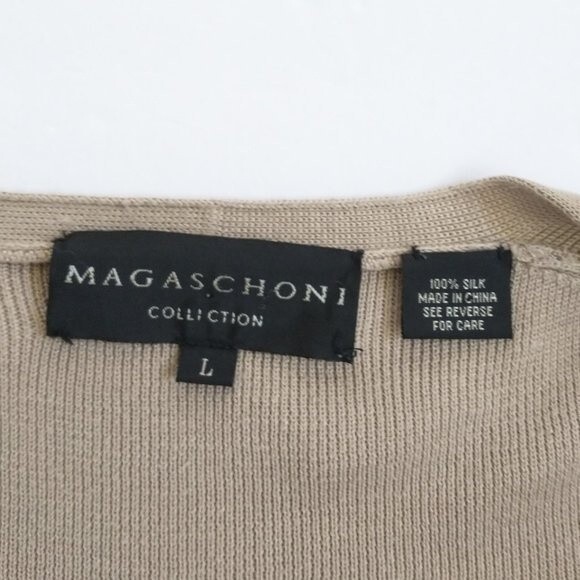 MAGASCHONI
COLLECTION
L
100% SILK
MADE IN CHINA
SEE REVERSE
FOR CARE